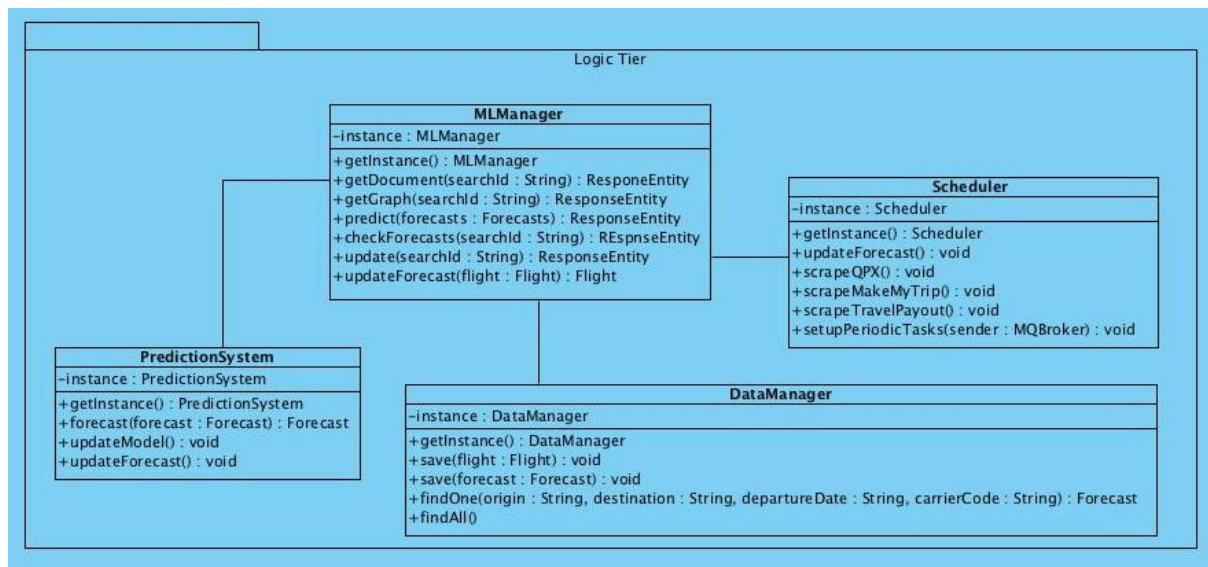 Logic Tier
MLManager
-instance : MLManager
+getInstance() : MLManager
+getDocument(searchId : String) : ResponeEntity
+getGraph(searchId : String) : ResponseEntity
+predict(forecasts : Forecasts) : ResponseEntity
+checkForecasts(searchId : String) : REspnseEntity
+update(searchId : String) : ResponseEntity
+updateForecast(flight : Flight) : Flight
Scheduler
-instance : Scheduler
+getInstance() : Scheduler
+updateForecast() : void
+scrapeQPX() : void
+scrapeMakeMyTrip() : void
+scrapeTravelPayout() : void
+setupPeriodicTasks(sender : MQBroker) : void
PredictionSystem
-instance : PredictionSystem
+getInstance() : PredictionSystem
+forecast(forecast : Forecast) : Forecast
+updateModel() : void
+updateForecast() : void
DataManager
-instance : DataManager
+getInstance() : DataManager
+save(flight : Flight) : void
+save(forecast : Forecast) : void
+findOne(origin : String, destination : String, departureDate : String, carrierCode : String) : Forecast
+findAll()